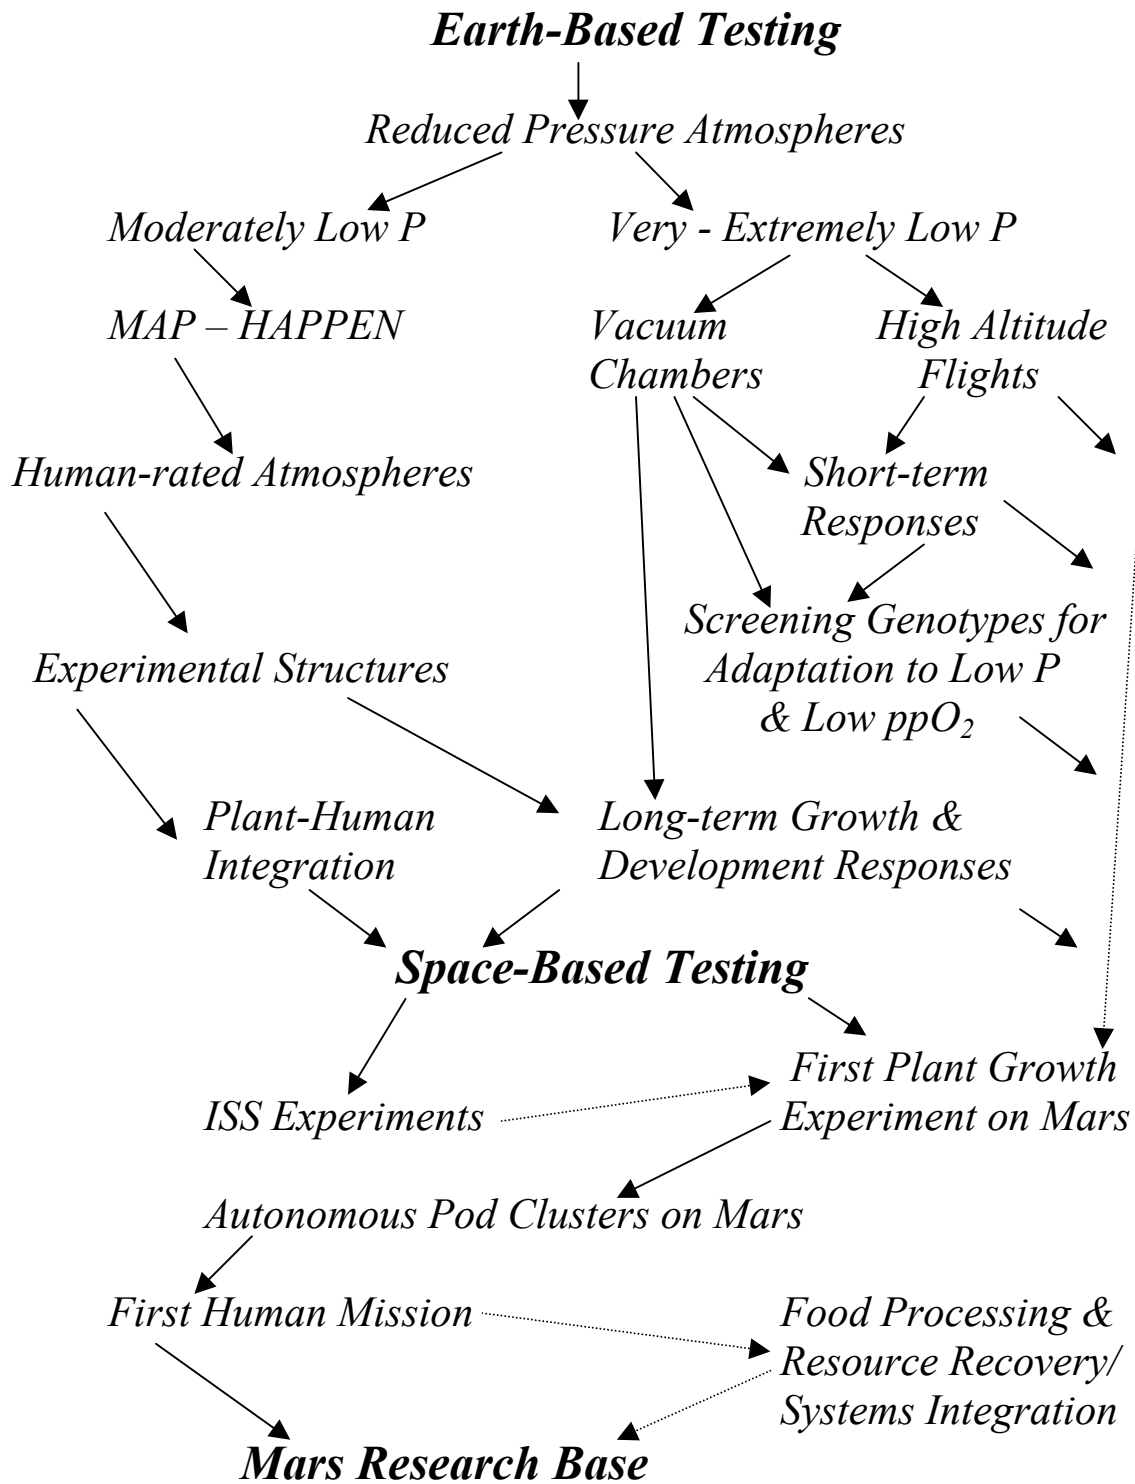 Earth-Based Testing
Reduced Pressure Atmospheres
Moderately Low P
Very - Extremely Low P
MAP – HAPPEN
Vacuum
Chambers
High Altitude
Flights
Human-rated Atmospheres
Short-term
Responses
Screening Genotypes for
Adaptation to Low P
& Low ppO2
Experimental Structures
Plant-Human
Integration
Long-term Growth &
Development Responses
Space-Based Testing
First Plant Growth
Experiment on Mars
ISS Experiments
Autonomous Pod Clusters on Mars
First Human Mission
Food Processing &
Resource Recovery/
Systems Integration
Mars Research Base